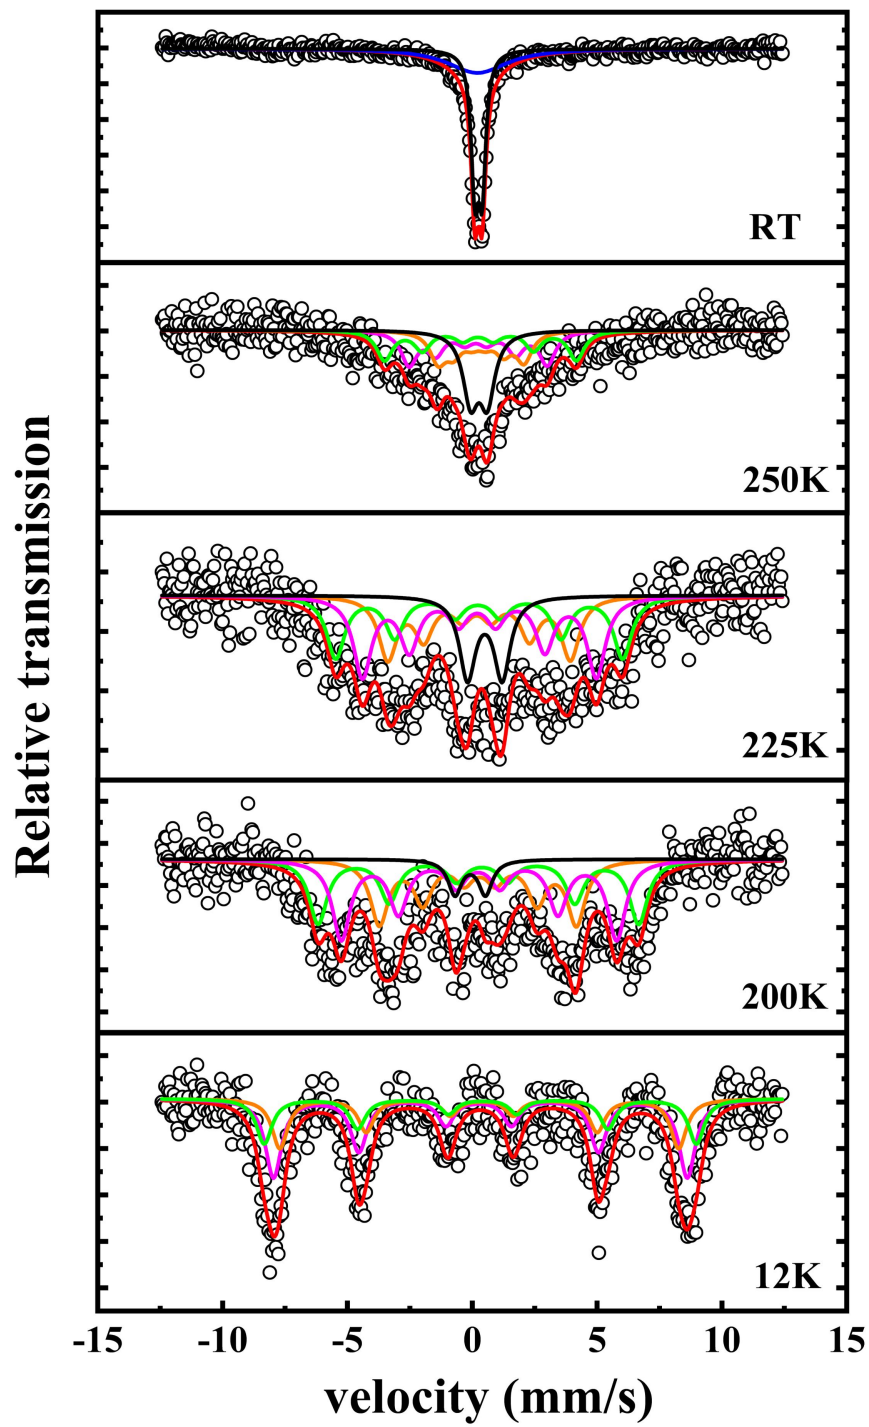 Relative transmission
RT
250K
225K
200K
12K
-15 -10 -5 0 5 10 15
velocity (mm/s)